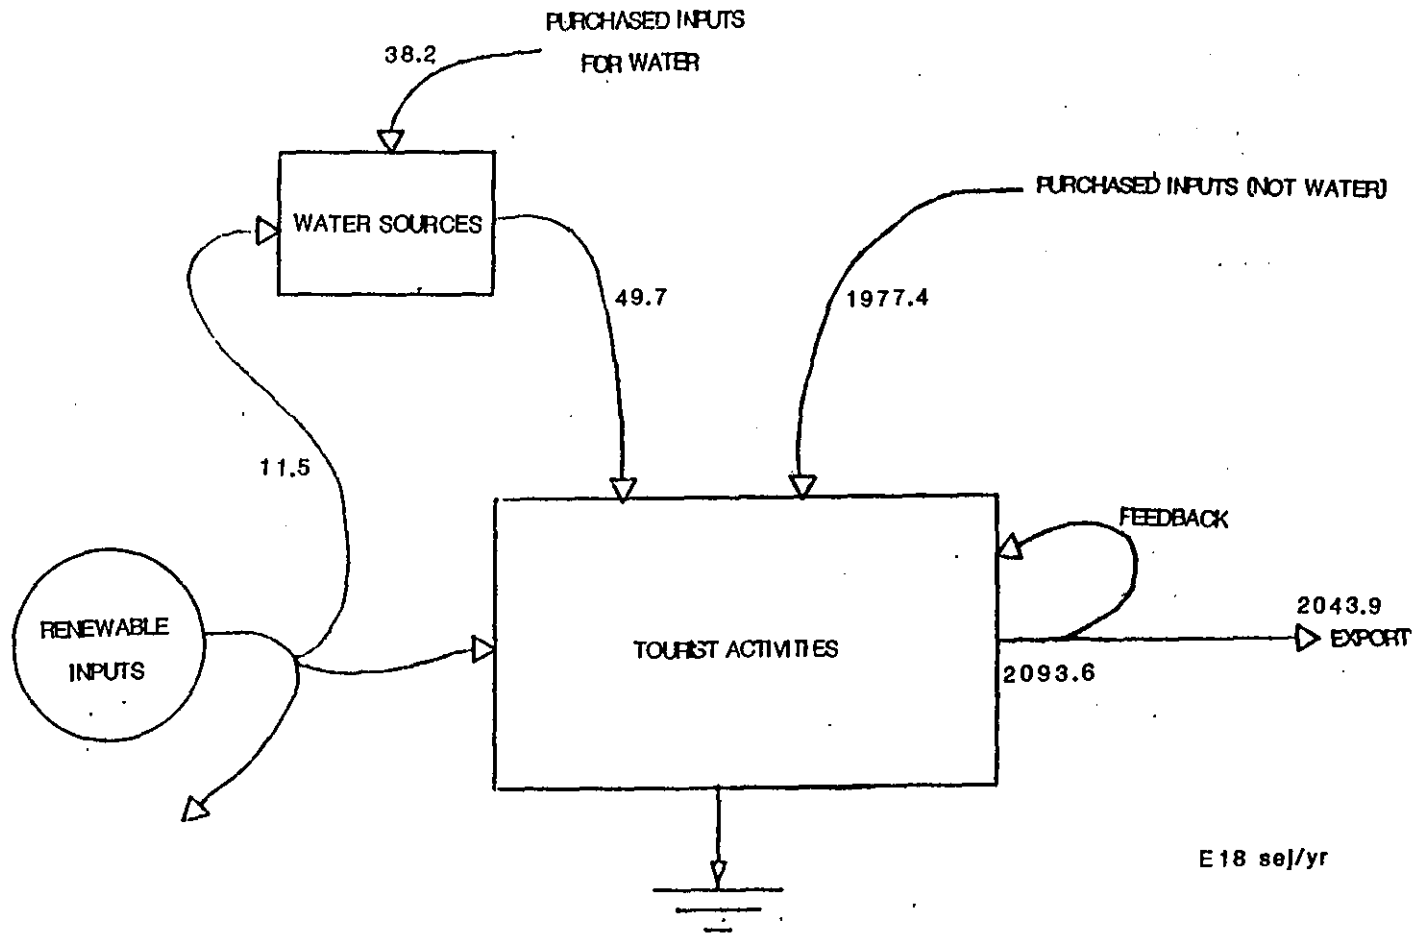 PURCHASED INPUTS
FOR WATER
38.2
WATER SOURCES
PURCHASED INPUTS (NOT WATER)
49.7
1977.4
11.5
FEEDBACK
RENEWABLE
INPUTS
TOURIST ACTIVITIES
2043.9
EXPORT
2093.6
E18 sej/yr